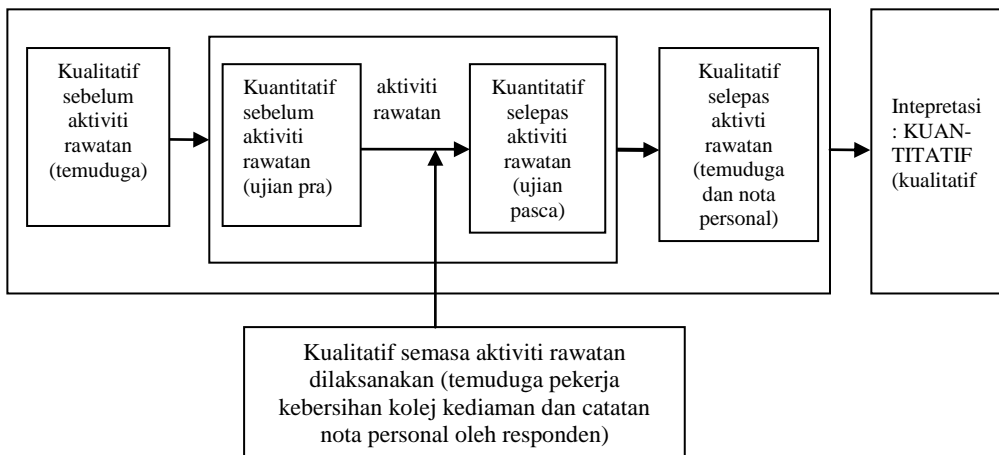 Kualitatif
sebelum
aktiviti
rawatan
(temuduga)
Kuantitatif
sebelum
aktiviti
rawatan
(ujian pra)
aktiviti
rawatan
Kuantitatif
selepas
aktiviti
rawatan
(ujian
pasca)
Kualitatif
selepas
aktivti
rawatan
(temuduga
dan nota
personal)
Intepretasi
: KUAN-
TITATIF
(kualitatif
Kualitatif semasa aktiviti rawatan
dilaksanakan (temuduga pekerja
kebersihan kolej kediaman dan catatan
nota personal oleh responden)